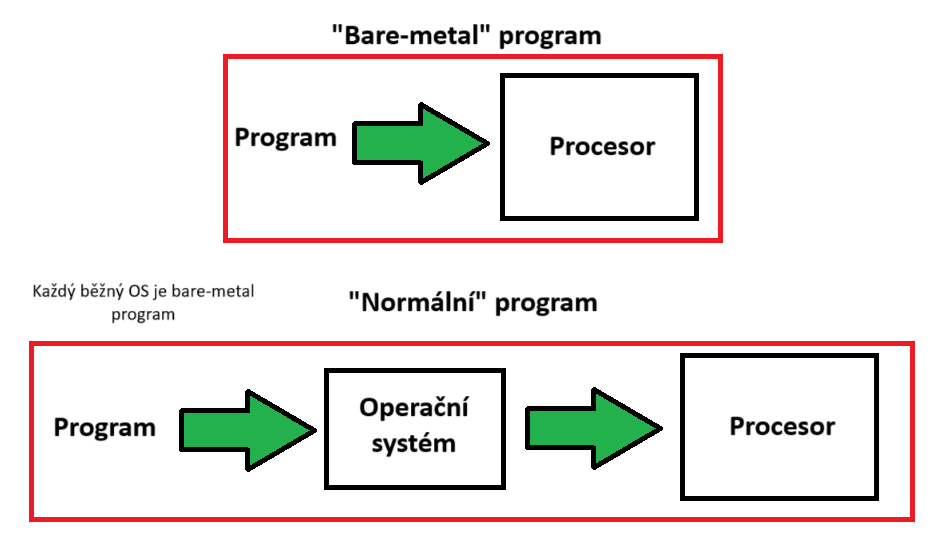 "Bare-metal" program
Program
Procesor
Každý běžný OS je bare-metal
program
"Normální" program
Program
Operační
systém
Procesor